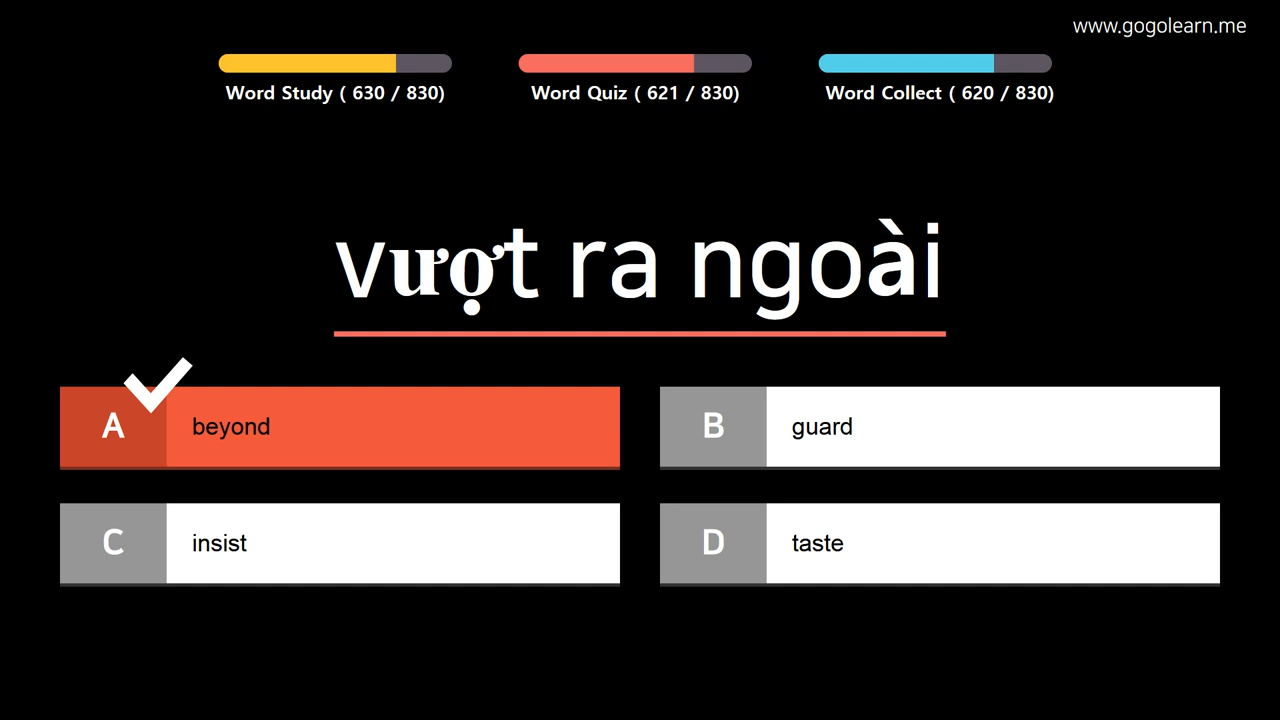 www.gogolearn.me
Word Study ( 630 / 830)
Word Quiz ( 621 / 830)
Word Collect ( 620 / 830)
vượt ra ngoài
A beyond
B guard
C insist
D taste